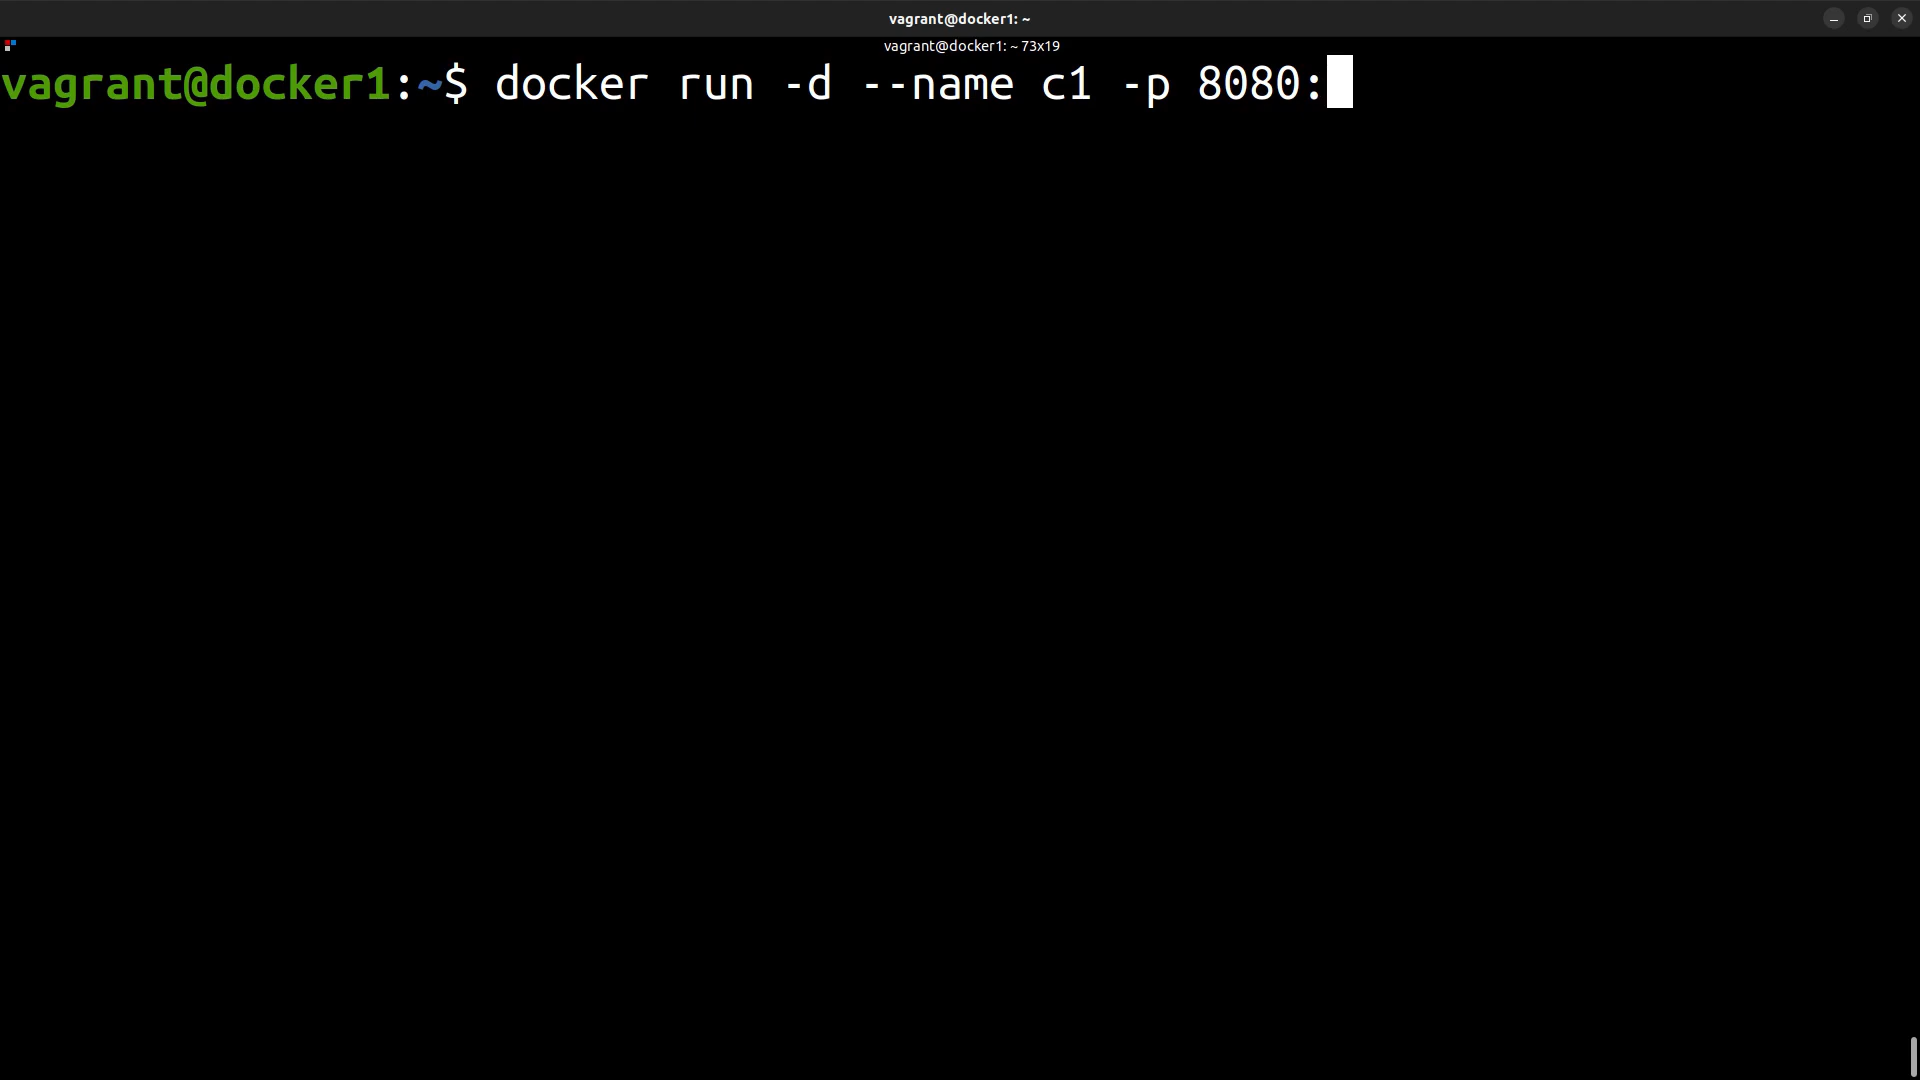 vagrant@docker1: ~
vagrant@docker1: ~ 73x19
vagrant@docker1:~$ docker run -d --name c1 -p 8080: